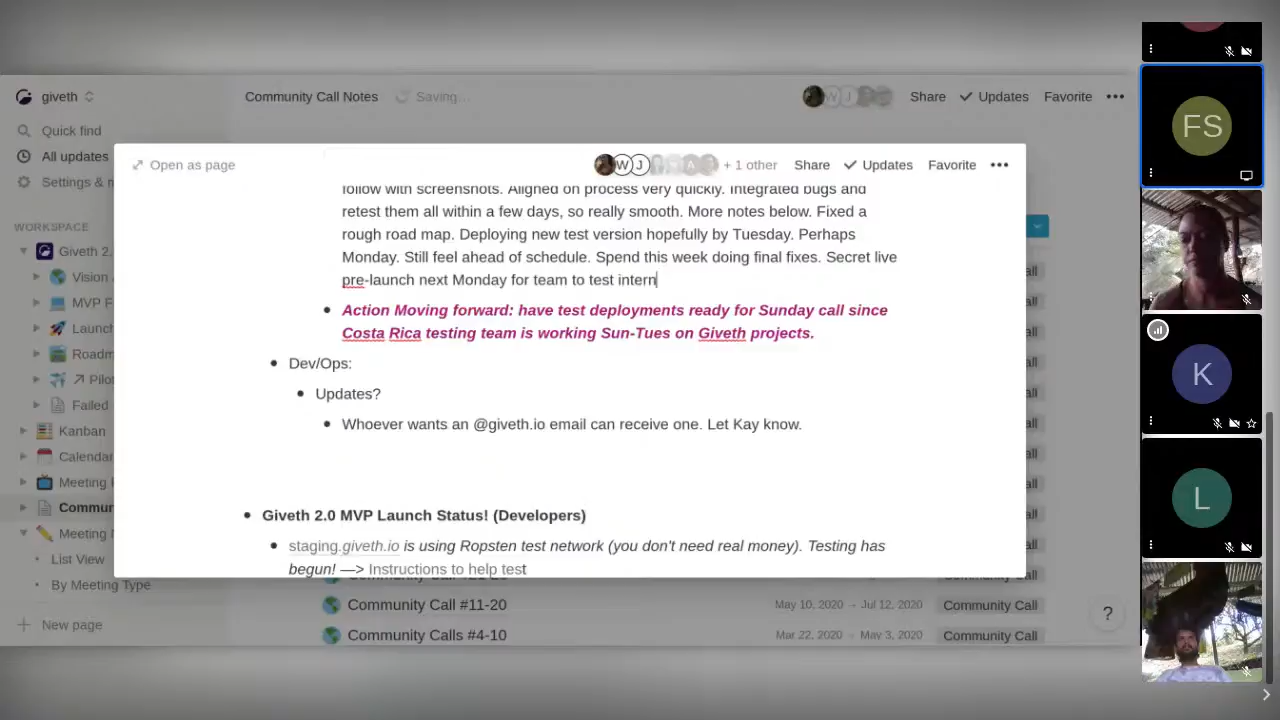 giveth
Community Call Notes
Saving…
Share
Updates
Favorite
Quick find
All updates
Settings & m
Open as page
W
J
A
+ 1 other
Share
Updates
Favorite
follow with screenshots. Aligned on process very quickly. Integrated bugs and
retest them all within a few days, so really smooth. More notes below. Fixed a
rough road map. Deploying new test version hopefully by Tuesday. Perhaps
Monday. Still feel ahead of schedule. Spend this week doing final fixes. Secret live
pre-launch next Monday for team to test intern
Action Moving forward: have test deployments ready for Sunday call since
Costa Rica testing team is working Sun-Tues on Giveth projects.
Dev/Ops:
Updates?
Whoever wants an @giveth.io email can receive one. Let Kay know.
Giveth 2.0 MVP Launch Status! (Developers)
staging.giveth.io is using Ropsten test network (you don't need real money). Testing has
begun! —> Instructions to help test
WORKSPACE
Giveth 2.
Vision
MVP F
Launch
Roadm
↗ Pilot
Failed
Kanban
Calendar
Meeting
Commun
Meeting
List View
By Meeting Type
New page
Community Call #11-20
May 10, 2020 → Jul 12, 2020
Community Call
Community Calls #4-10
Mar 22, 2020 → May 3, 2020
Community Call
?
FS
K
L